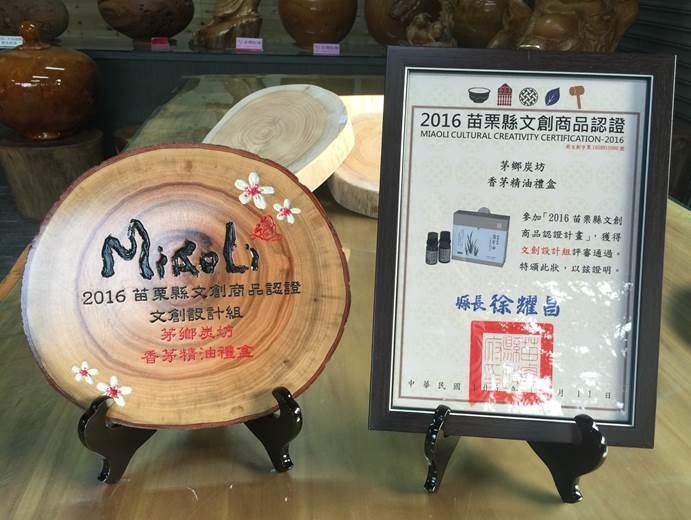 MiaoLi
2016 苗栗縣文創商品認證
文創設計組
茅鄉炭坊
香茅精油禮盒
2016 苗栗縣文創商品認證
MIAOLI CULTURAL CREATIVITY CERTIFICATION-2016
茅鄉炭坊
香茅精油禮盒
參加「2016 苗栗縣文創
商品認證計畫」，獲得
文創設計組評審通過。
特頒此狀，以茲證明。
縣長 徐耀昌
中華民國
月11日